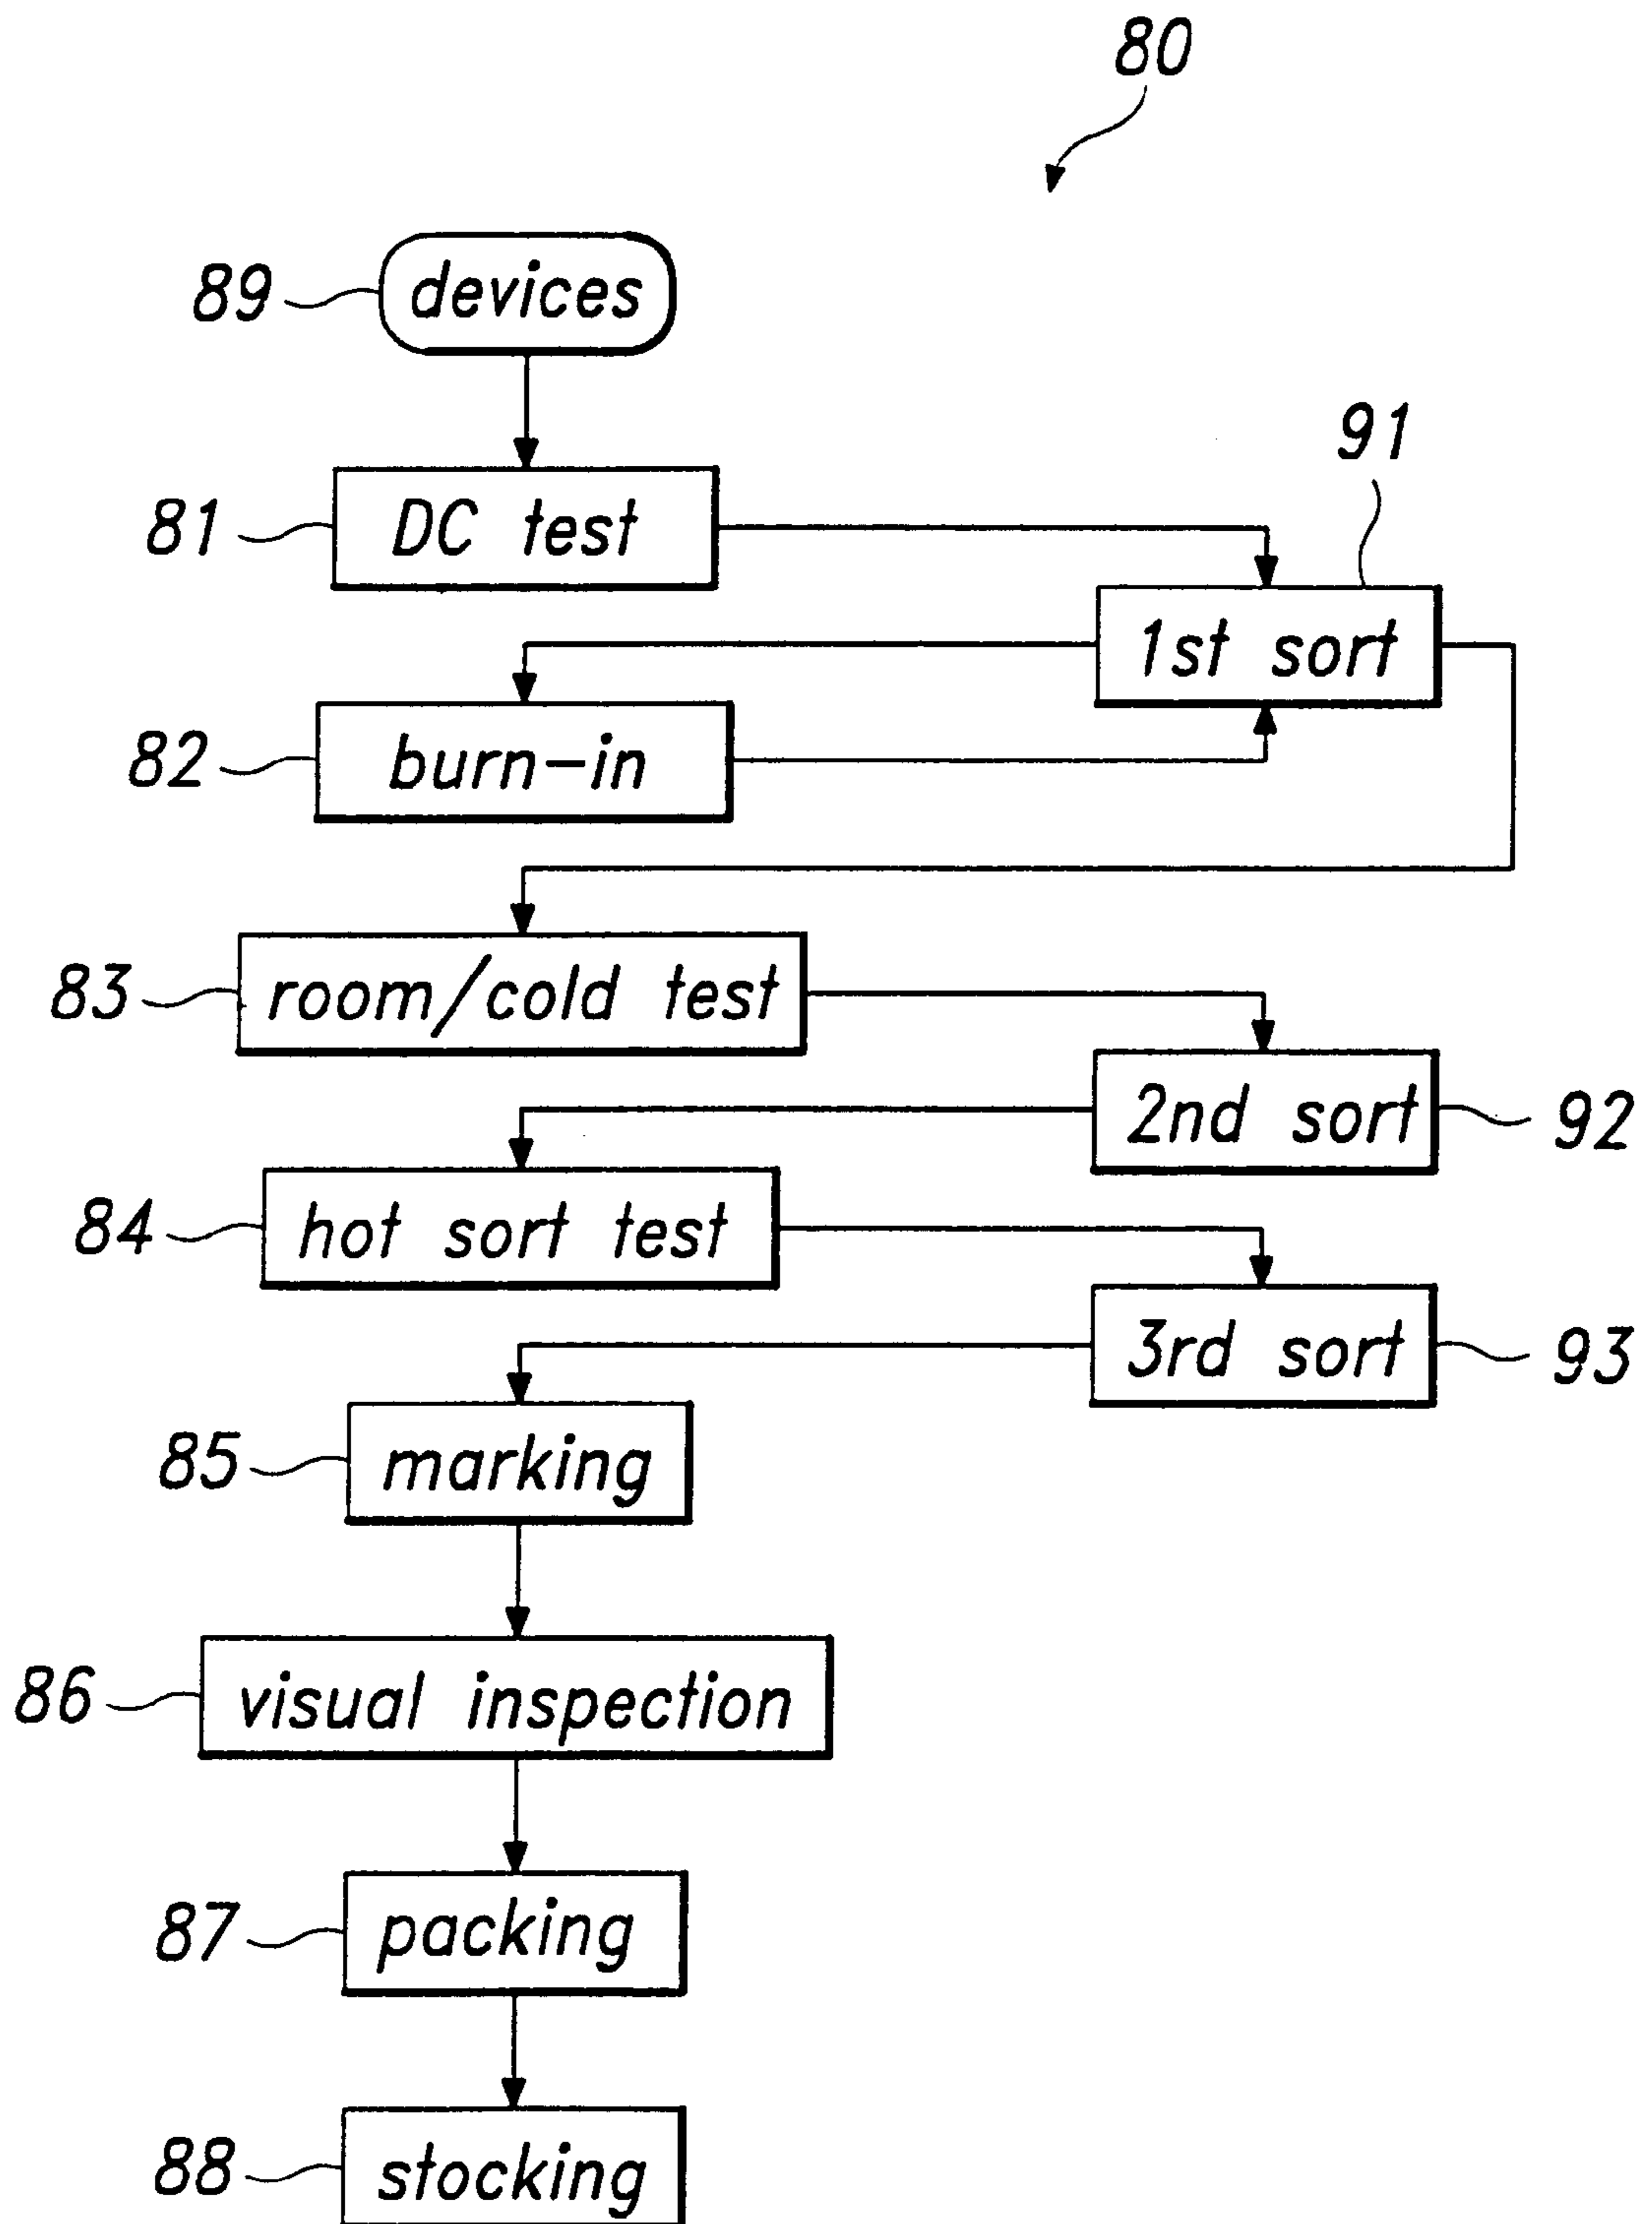 80
89 devices
91
81 DC test
1st sort
82 burn-in
83 room/cold test
2nd sort 92
84 hot sort test
3rd sort 93
85 marking
86 visual inspection
87 packing
88 stocking